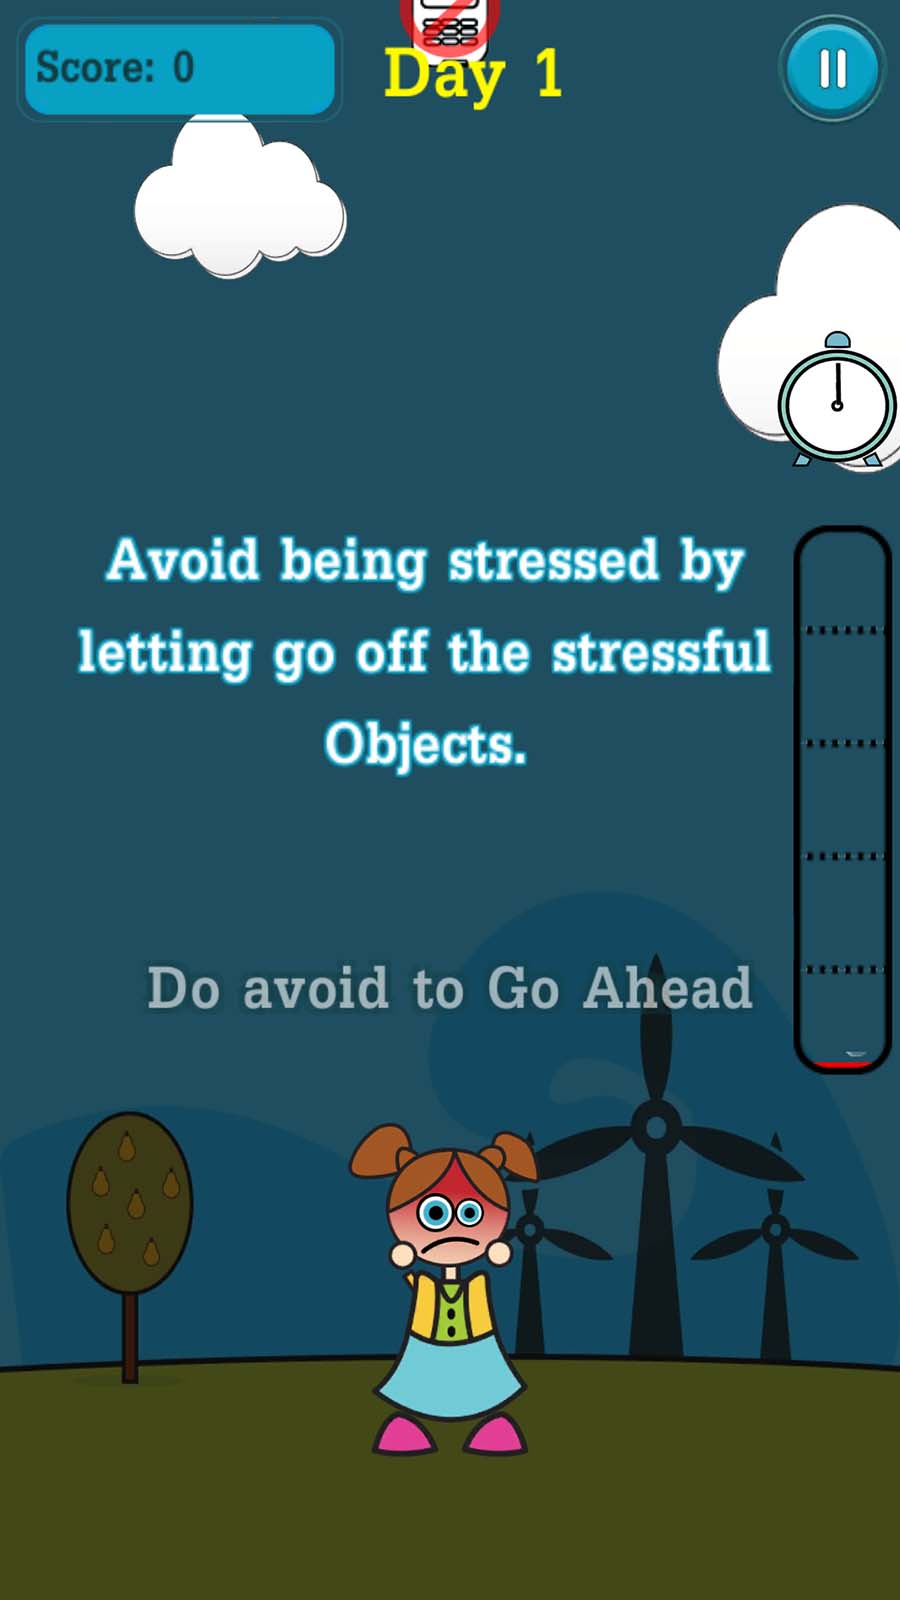 Score: 0
Day 1
Avoid being stressed by
letting go off the stressful
Objects.
Do avoid to Go Ahead